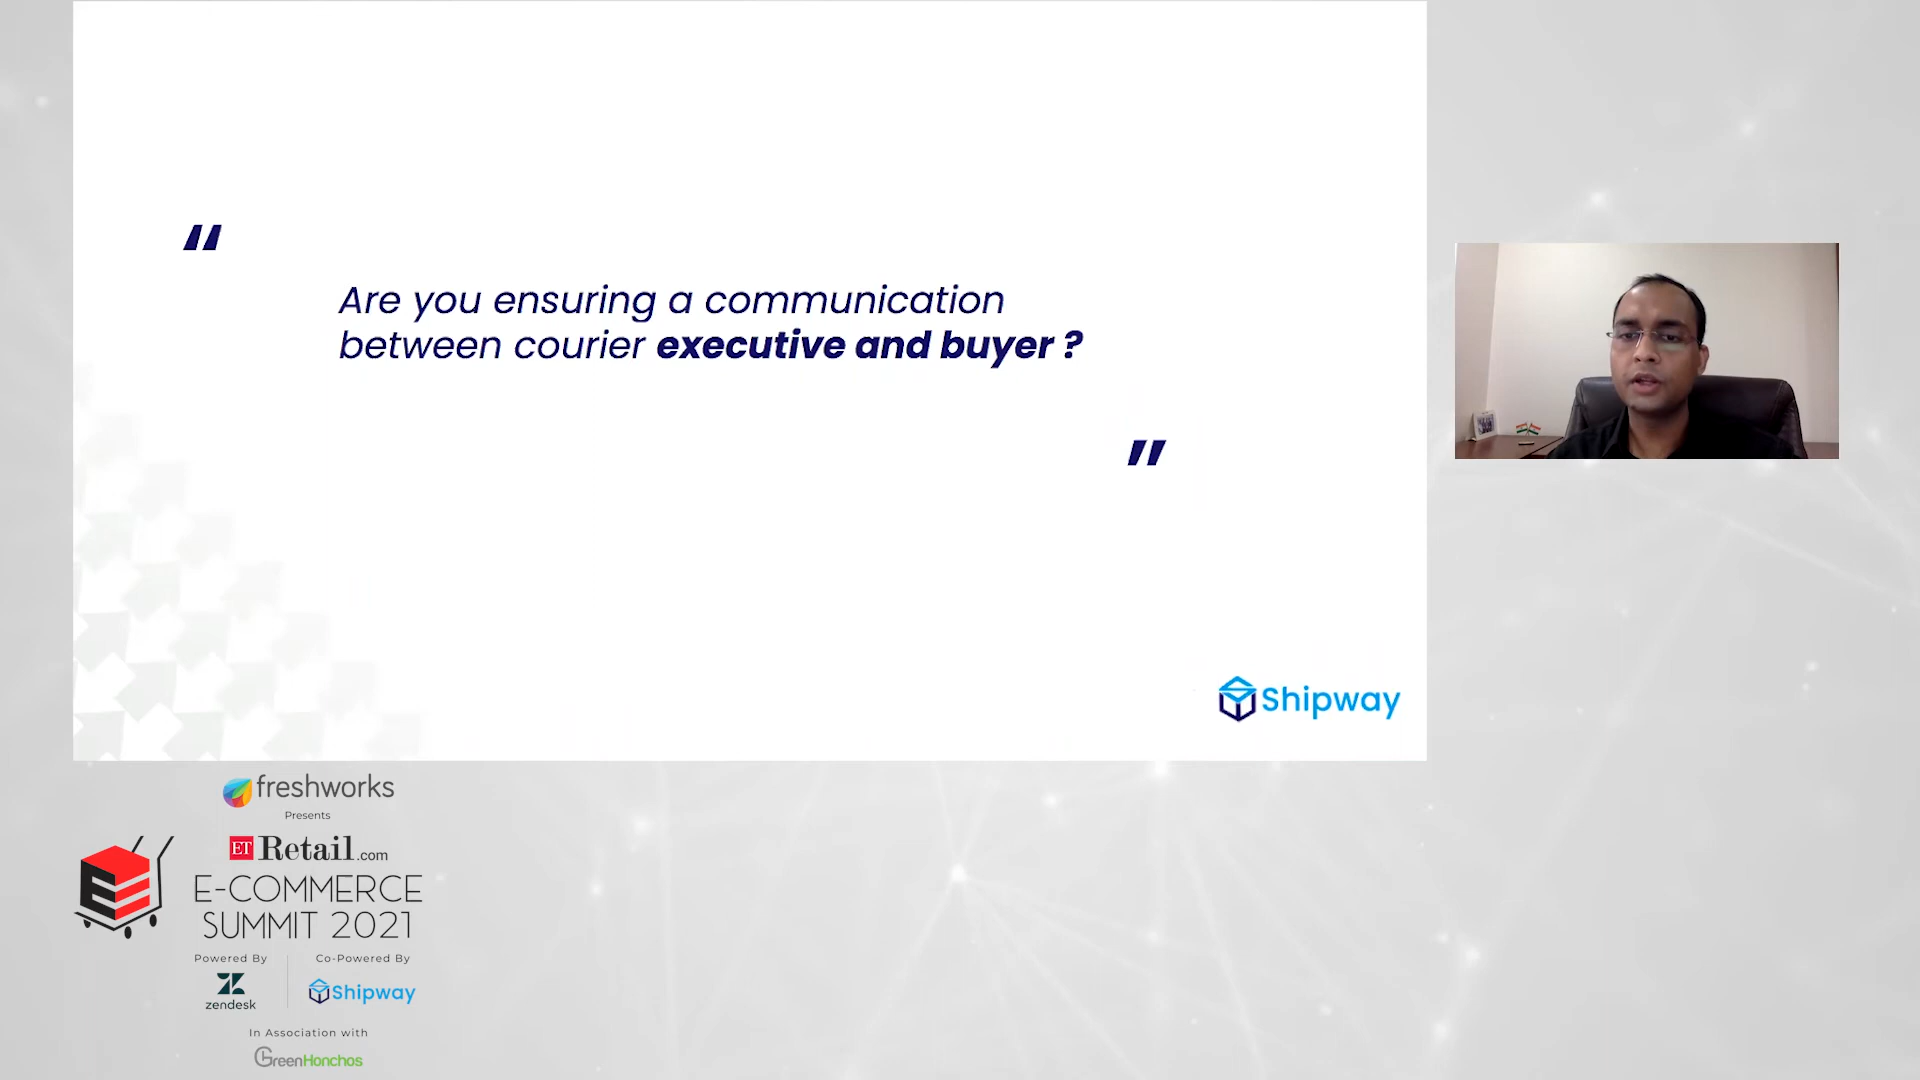 “
Are you ensuring a communication
between courier executive and buyer ?
”
Shipway
freshworks
Presents
ET Retail.com
E-COMMERCE
SUMMIT 2021
Powered By
Co-Powered By
zendesk
Shipway
In Association with
GreenHonchos